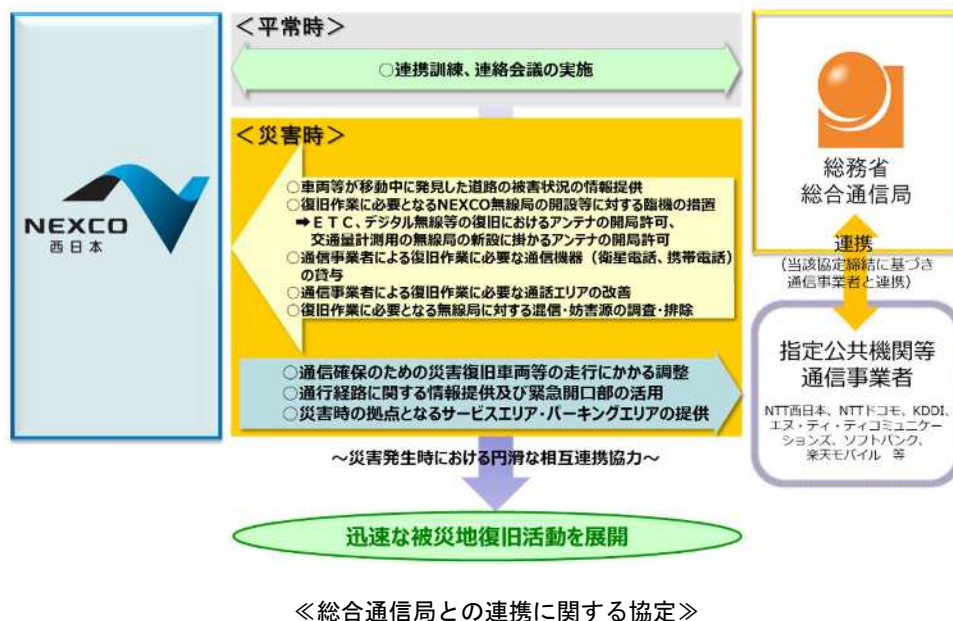 NEXCO
西日本
＜平常時＞
○連携訓練、連絡会議の実施
＜災害時＞
○車両等が移動中に発見した道路の被害状況の情報提供
○復旧作業に必要となるNEXCO無線局の開設等に対する臨機の措置
➡ＥＴＣ、デジタル無線等の復旧におけるアンテナの開局許可、
交通量計測用の無線局の新設に掛かるアンテナの開局許可
○通信事業者による復旧作業に必要な通信機器（衛星電話、携帯電話）
の貸与
○通信事業者による復旧作業に必要な通話エリアの改善
○復旧作業に必要となる無線局に対する混信・妨害源の調査・排除
○通信確保のための災害復旧車両等の走行にかかる調整
○通行経路に関する情報提供及び緊急開口部の活用
○災害時の拠点となるサービスエリア・パーキングエリアの提供
～災害発生時における円滑な相互連携協力～
迅速な被災地復旧活動を展開
総務省
総合通信局
連携
（当該協定締結に基づき
通信事業者と連携）
指定公共機関等
通信事業者
NTT西日本、NTTドコモ、KDDI、
エヌ・ティ・ティコミュニケー
ションズ、ソフトバンク、
楽天モバイル 等
≪総合通信局との連携に関する協定≫